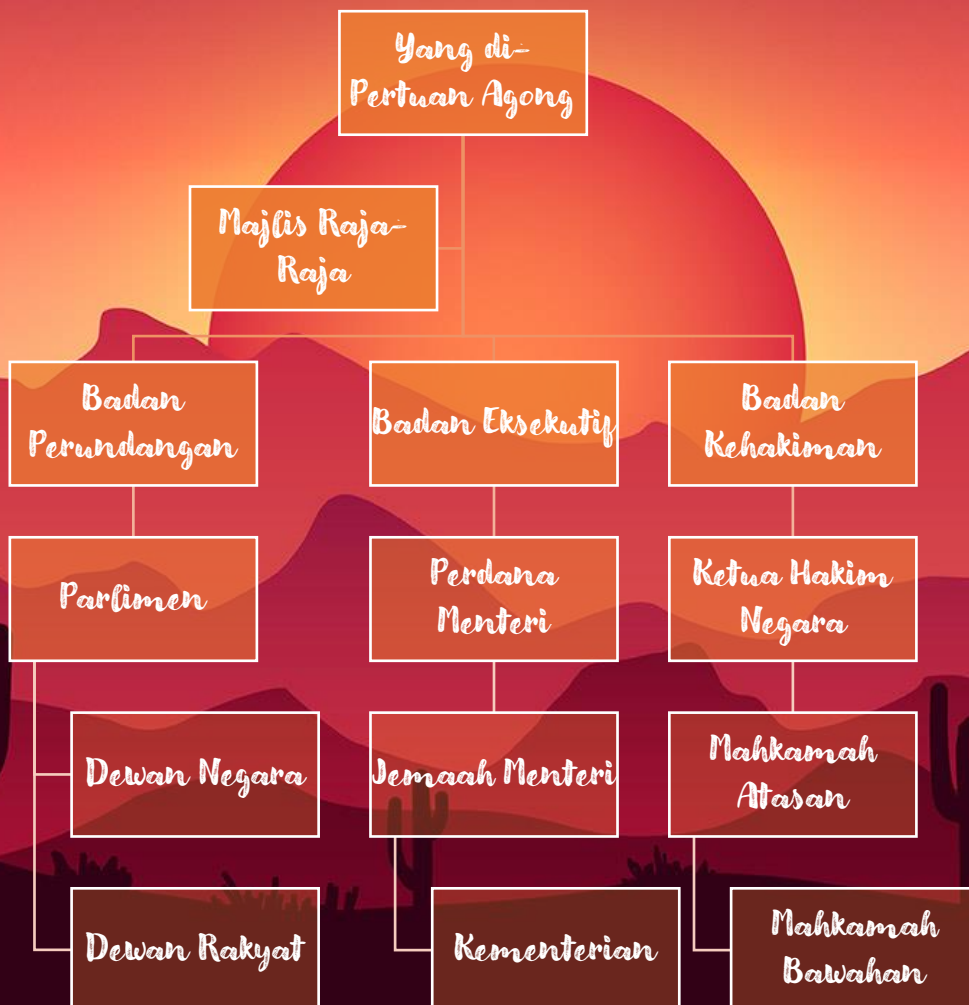 Yang di-
Pertuan Agong
Majlis Raja-
Raja
Badan
Perundangan
Badan Eksekutif
Badan
Kehakiman
Parlimen
Perdana
Menteri
Ketua Hakim
Negara
Dewan Negara
Jemaah Menteri
Mahkamah
Atasan
Dewan Rakyat
Kementerian
Mahkamah
Bawahan